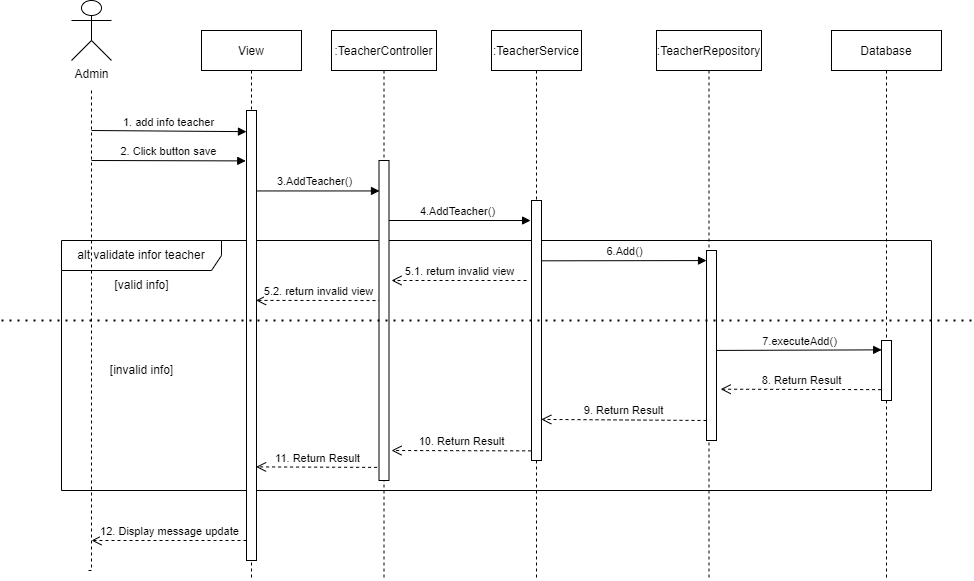 Admin
View
:TeacherController
:TeacherService
:TeacherRepository
Database
1. add info teacher
2. Click button save
3.AddTeacher()
4.AddTeacher()
alt validate infor teacher
6.Add()
5.1. return invalid view
[valid info]
5.2. return invalid view
7.executeAdd()
[invalid info]
8. Return Result
9. Return Result
10. Return Result
11. Return Result
12. Display message update